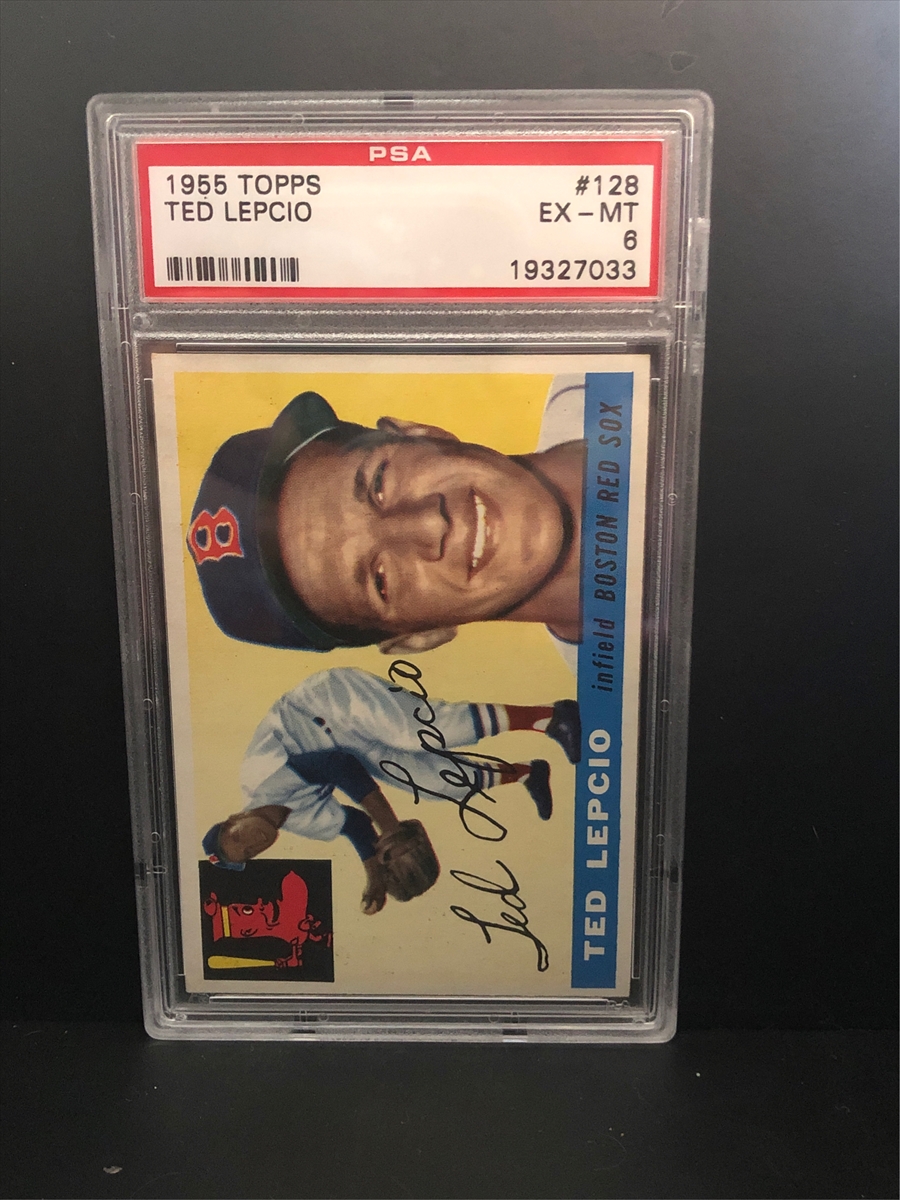 PSA
1955 TOPPS #128
TED LEPCIO EX-MT
6
19327033
B
Ted Lepcio
TED LEPCIO infield BOSTON RED SOX